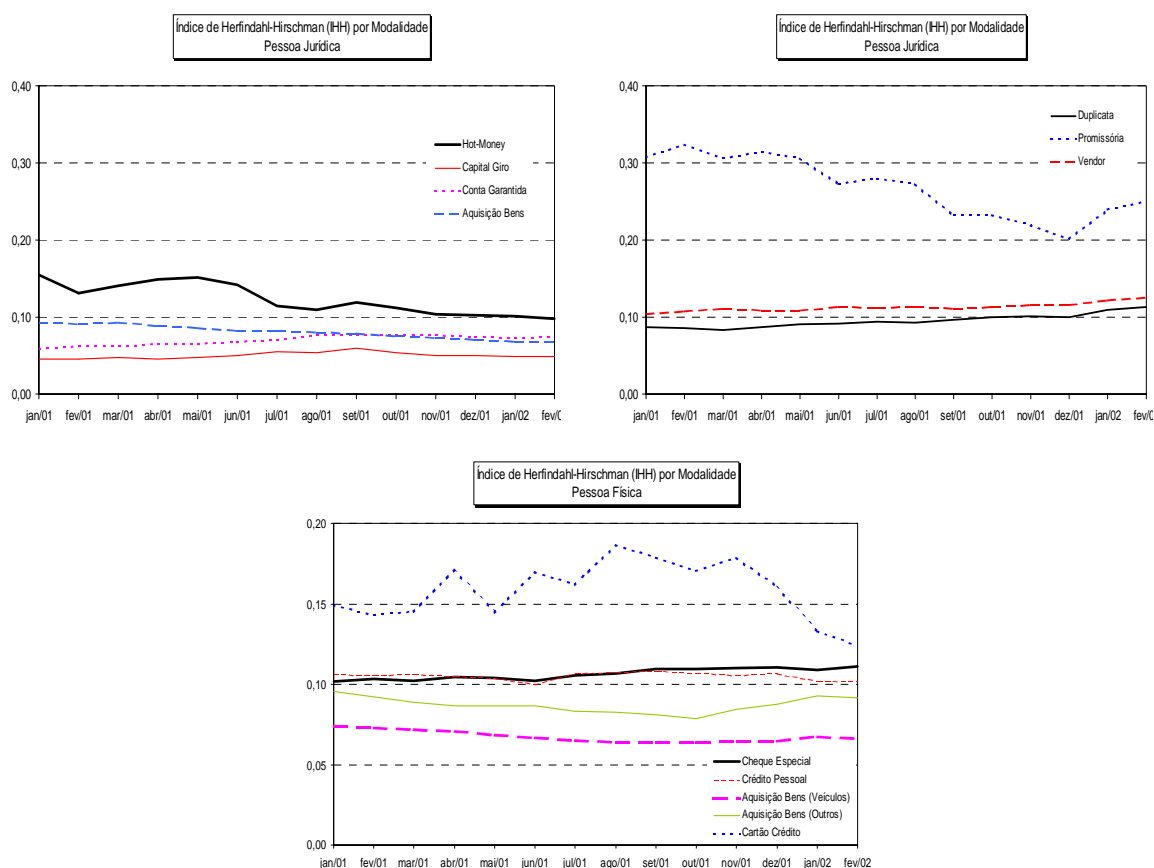 Índice de Herfindahl-Hirschman (IHH) por Modalidade
Pessoa Jurídica
0,40
0,30
0,20
0,10
0,00
Hot-Money
Capital Giro
Conta Garantida
Aquisição Bens
jan/01 fev/01 mar/01 abr/01 mai/01 jun/01 jul/01 ago/01 set/01 out/01 nov/01 dez/01 jan/02 fev/0
Índice de Herfindahl-Hirschman (IHH) por Modalidade
Pessoa Jurídica
0,40
0,30
0,20
0,10
0,00
Duplicata
Promissória
Vendor
jan/01 fev/01 mar/01 abr/01 mai/01 jun/01 jul/01 ago/01 set/01 out/01 nov/01 dez/01 jan/02 fev/0
Índice de Herfindahl-Hirschman (IHH) por Modalidade
Pessoa Física
0,20
0,15
0,10
0,05
0,00
Cheque Especial
Crédito Pessoal
Aquisição Bens (Veículos)
Aquisição Bens (Outros)
Cartão Crédito
jan/01 fev/01 mar/01 abr/01 mai/01 jun/01 jul/01 ago/01 set/01 out/01 nov/01 dez/01 jan/02 fev/02